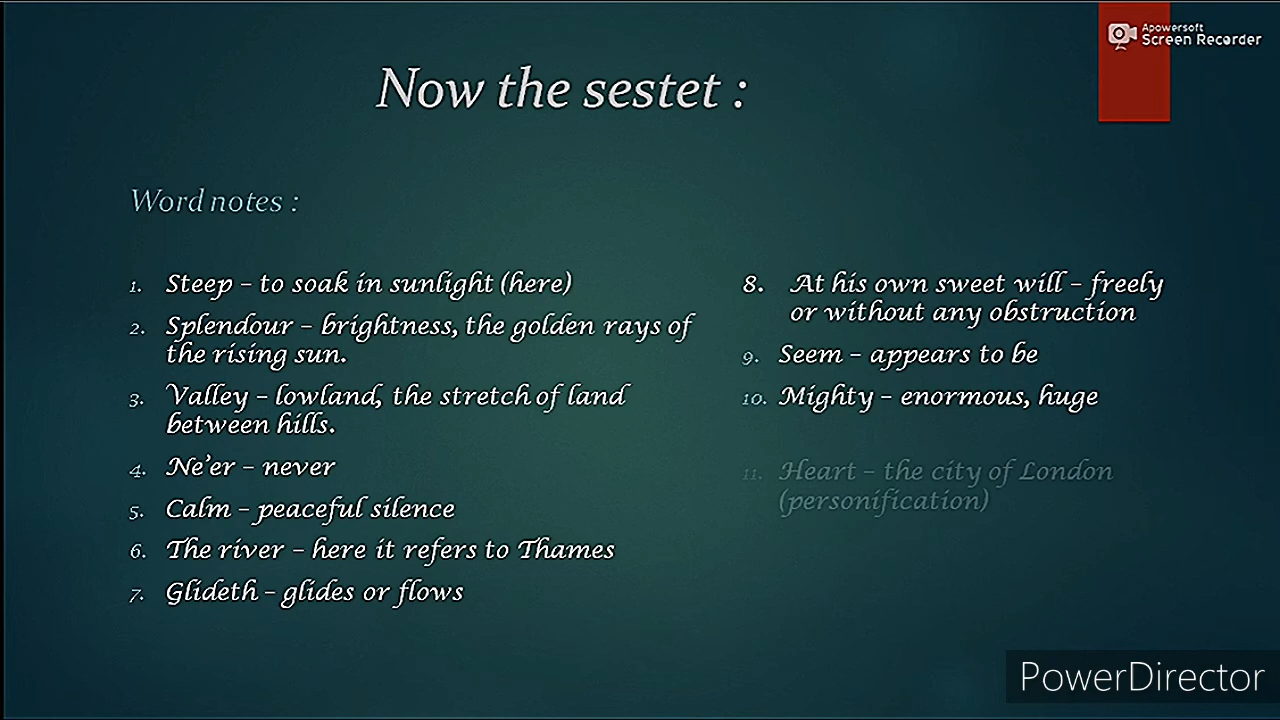 Apowersoft
Screen Recorder
Now the sestet :
Word notes :
1. Steep – to soak in sunlight (here)
2. Splendour – brightness, the golden rays of
the rising sun.
3. Valley – lowland, the stretch of land
between hills.
4. Ne'er – never
5. Calm – peaceful silence
6. The river – here it refers to Thames
7. Glideth – glides or flows
8. At his own sweet will – freely
or without any obstruction
9. Seem – appears to be
10. Mighty – enormous, huge
11. Heart – the city of London
(personification)
PowerDirector